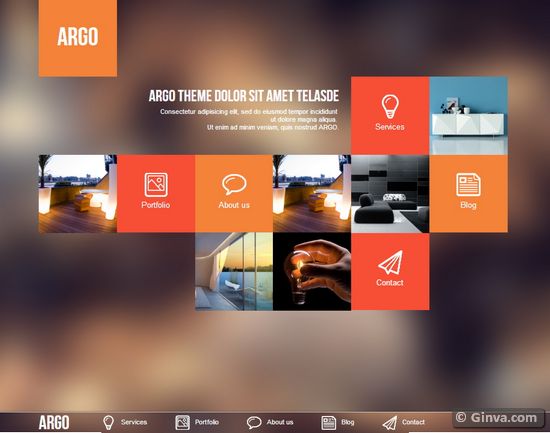 ARGO
ARGO THEME DOLOR SIT AMET TELASDE
Consectetur adipisicing elit, sed do eiusmod tempor incididunt
ut dolore magna aliqua.
Ut enim ad minim veniam, quis nostrud ARGO.
Services
Portfolio
About us
Blog
Contact
ARGO
Services
Portfolio
About us
Blog
Contact
© Ginva.com